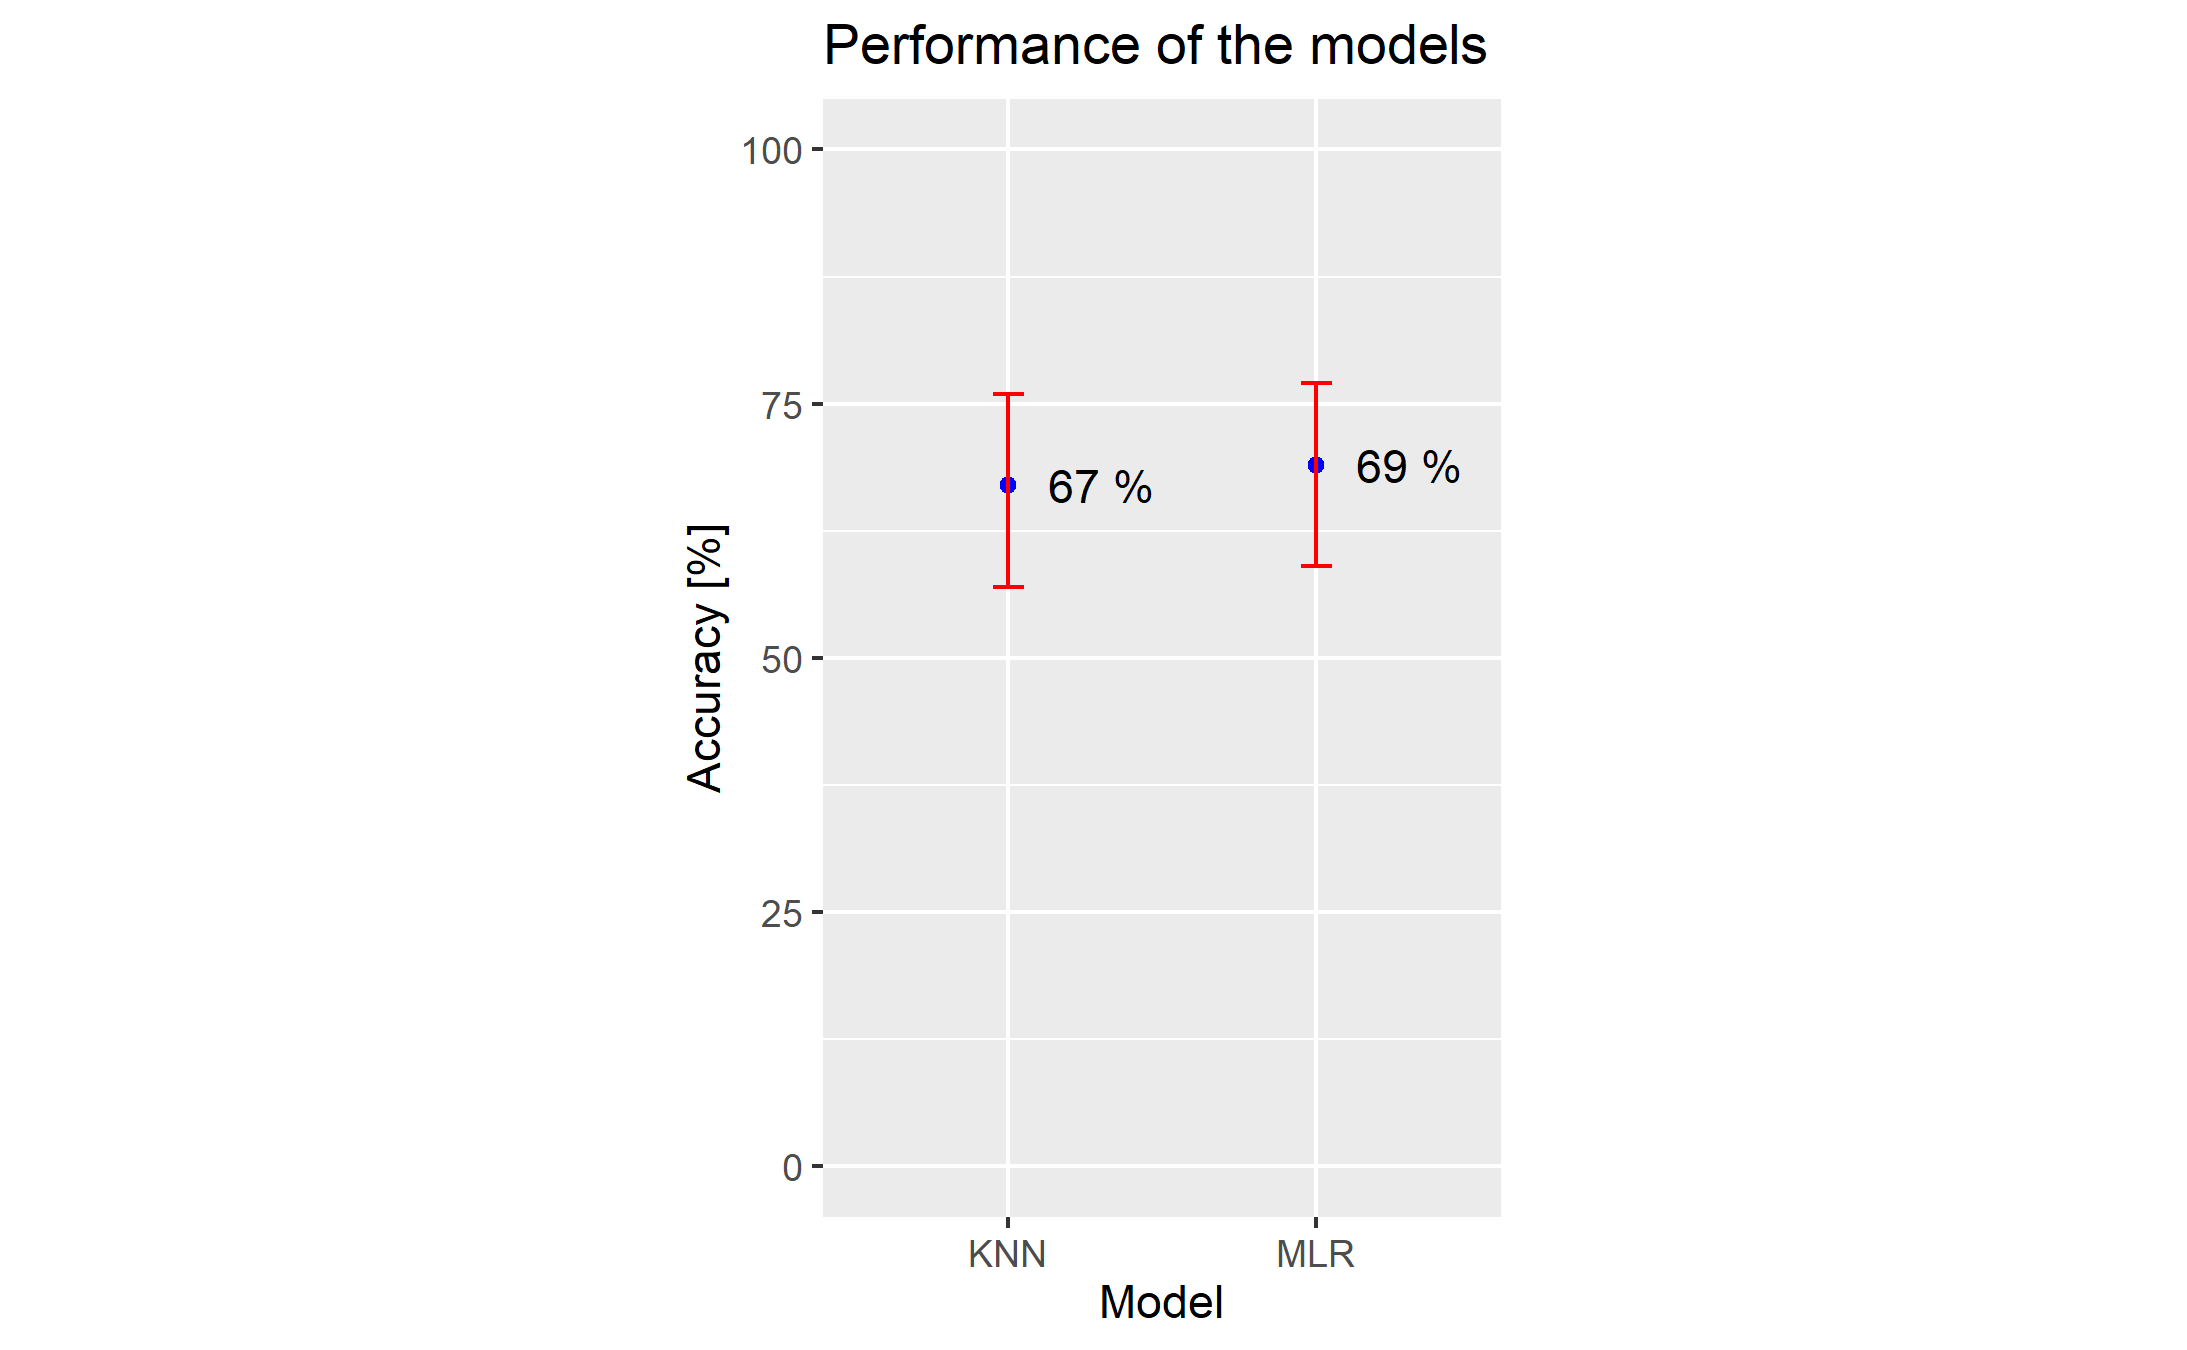 Performance of the models
100
75
50
25
0
Accuracy [%]
67 %
69 %
KNN
MLR
Model